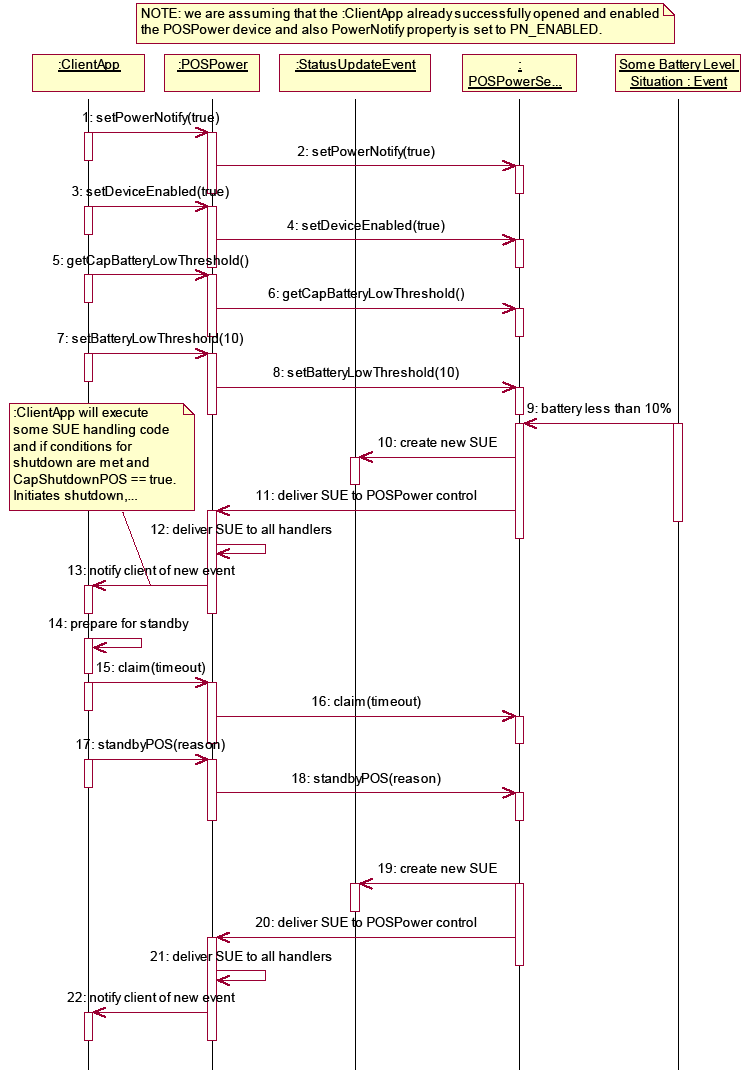 NOTE: we are assuming that the :ClientApp already successfully opened and enabled
the POSPower device and also PowerNotify property is set to PN_ENABLED.
:ClientApp
:POSPower
:StatusUpdateEvent
:
POSPowerSe...
Some Battery Level
Situation : Event
1: setPowerNotify(true)
2: setPowerNotify(true)
3: setDeviceEnabled(true)
4: setDeviceEnabled(true)
5: getCapBatteryLowThreshold()
6: getCapBatteryLowThreshold()
7: setBatteryLowThreshold(10)
8: setBatteryLowThreshold(10)
9: battery less than 10%
:ClientApp will execute
some SUE handling code
and if conditions for
shutdown are met and
CapShutdownPOS == true.
Initiates shutdown,...
10: create new SUE
11: deliver SUE to POSPower control
12: deliver SUE to all handlers
13: notify client of new event
14: prepare for standby
15: claim(timeout)
16: claim(timeout)
17: standbyPOS(reason)
18: standbyPOS(reason)
19: create new SUE
20: deliver SUE to POSPower control
21: deliver SUE to all handlers
22: notify client of new event